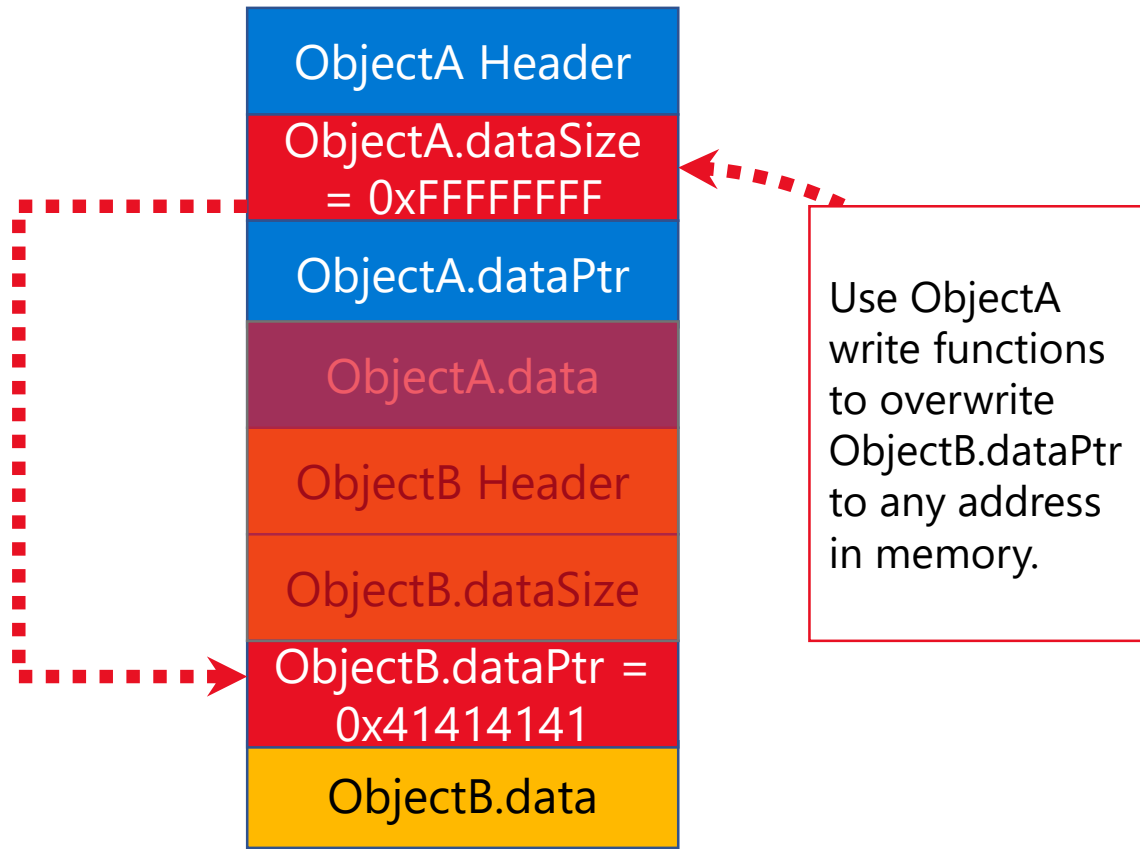 ObjectA Header
ObjectA.dataSize
= 0xFFFFFFFF
ObjectA.dataPtr
ObjectA.data
ObjectB Header
ObjectB.dataSize
ObjectB.dataPtr =
0x41414141
ObjectB.data
Use ObjectA
write functions
to overwrite
ObjectB.dataPtr
to any address
in memory.